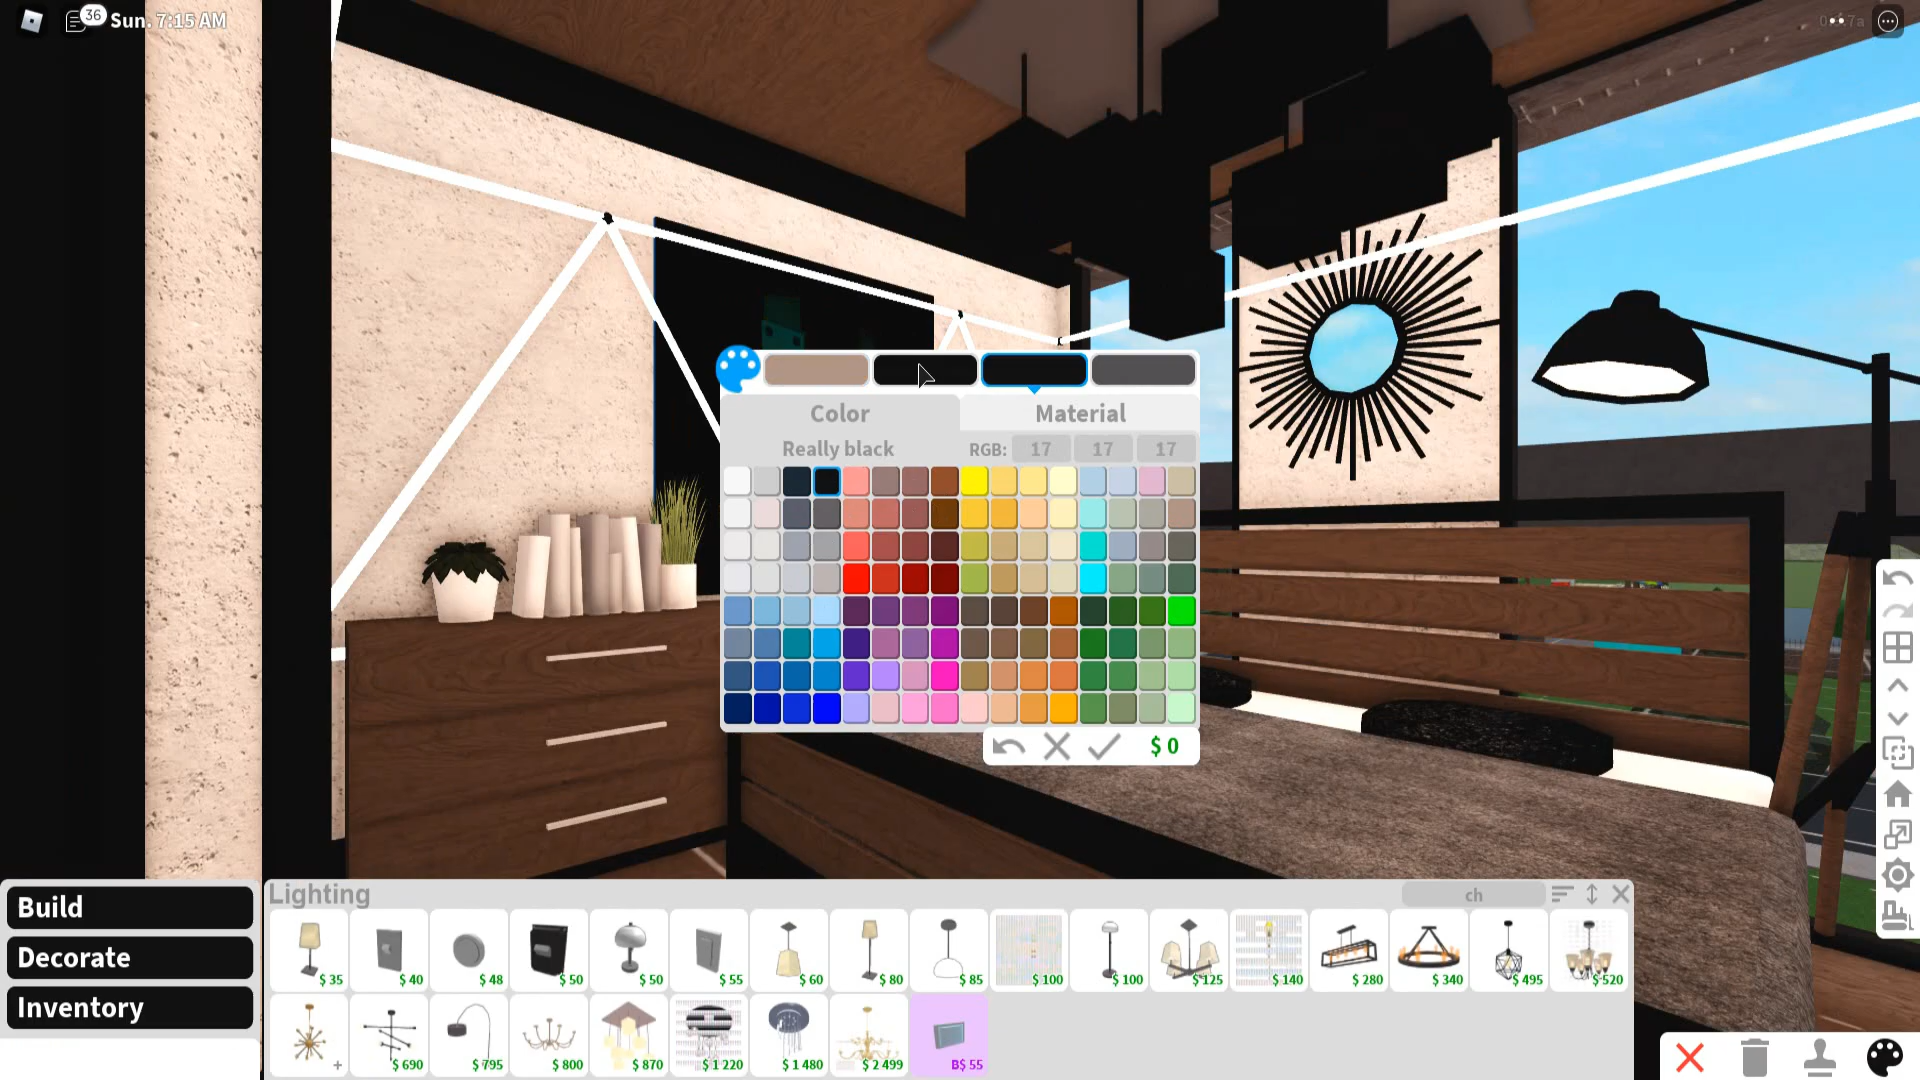 36 Sun. 7:15 AM
Color
Material
Really black
RGB: 17 17 17
$ 0
Build
Decorate
Inventory
Lighting
ch
$ 35
$ 40
$ 48
$ 50
$ 50
$ 55
$ 60
$ 80
$ 85
$ 100
$ 100
$ 125
$ 140
$ 280
$ 340
$ 495
$ 520
+
$ 690
$ 795
$ 800
$ 870
$ 1 220
$ 1 480
$ 2 499
B$ 55